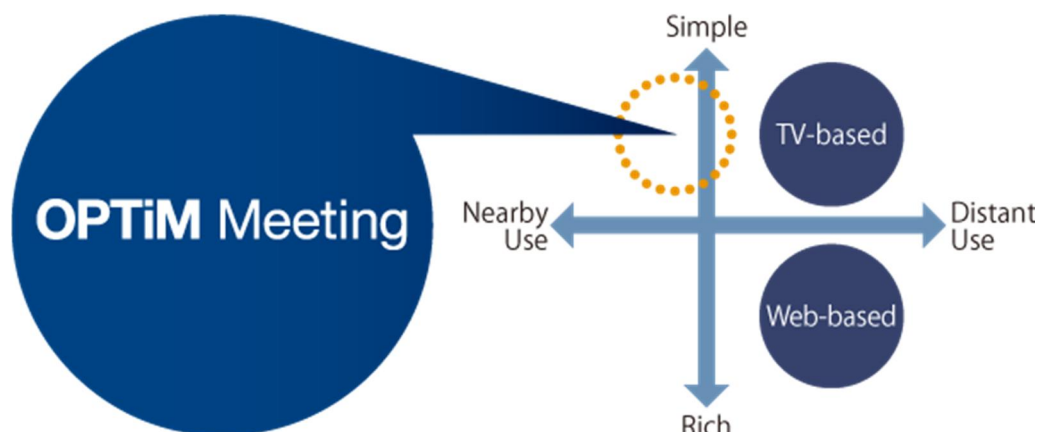 Simple
TV-based
OPTiM Meeting
Nearby
Use
Distant
Use
Web-based
Rich